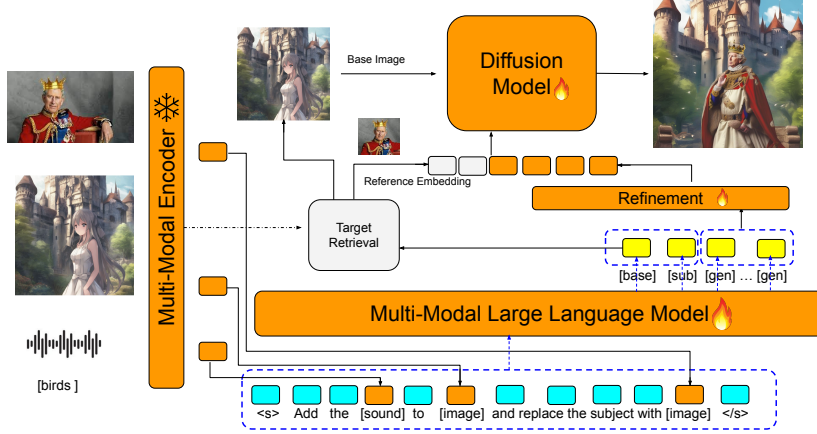 Base Image
Diffusion
Model
Multi-Modal Encoder
Reference Embedding
Refinement
Target
Retrieval
[base] [sub] [gen] ... [gen]
Multi-Modal Large Language Model
[birds ]
<s> Add the [sound] to [image] and replace the subject with [image] </s>